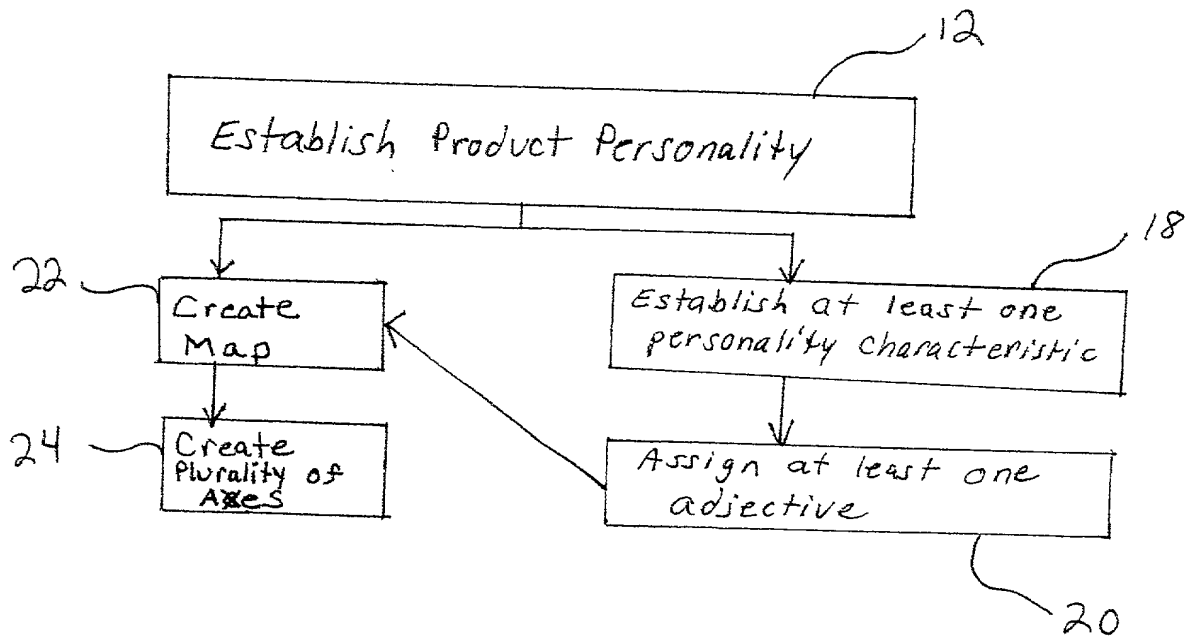 12
Establish Product Personality
18
22
Create
Map
Establish at least one
personality characteristic
24
Create
Plurality of
Axes
Assign at least one
adjective
20